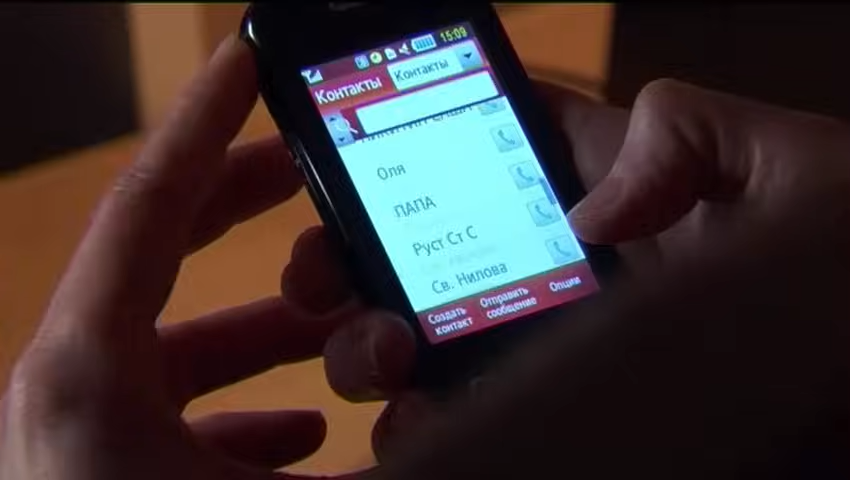 15:09
Контакты
Контакты
Оля
ПАПА
Руст Ст С
Св. Нилова
Создать контакт
Отправить сообщение
Опции